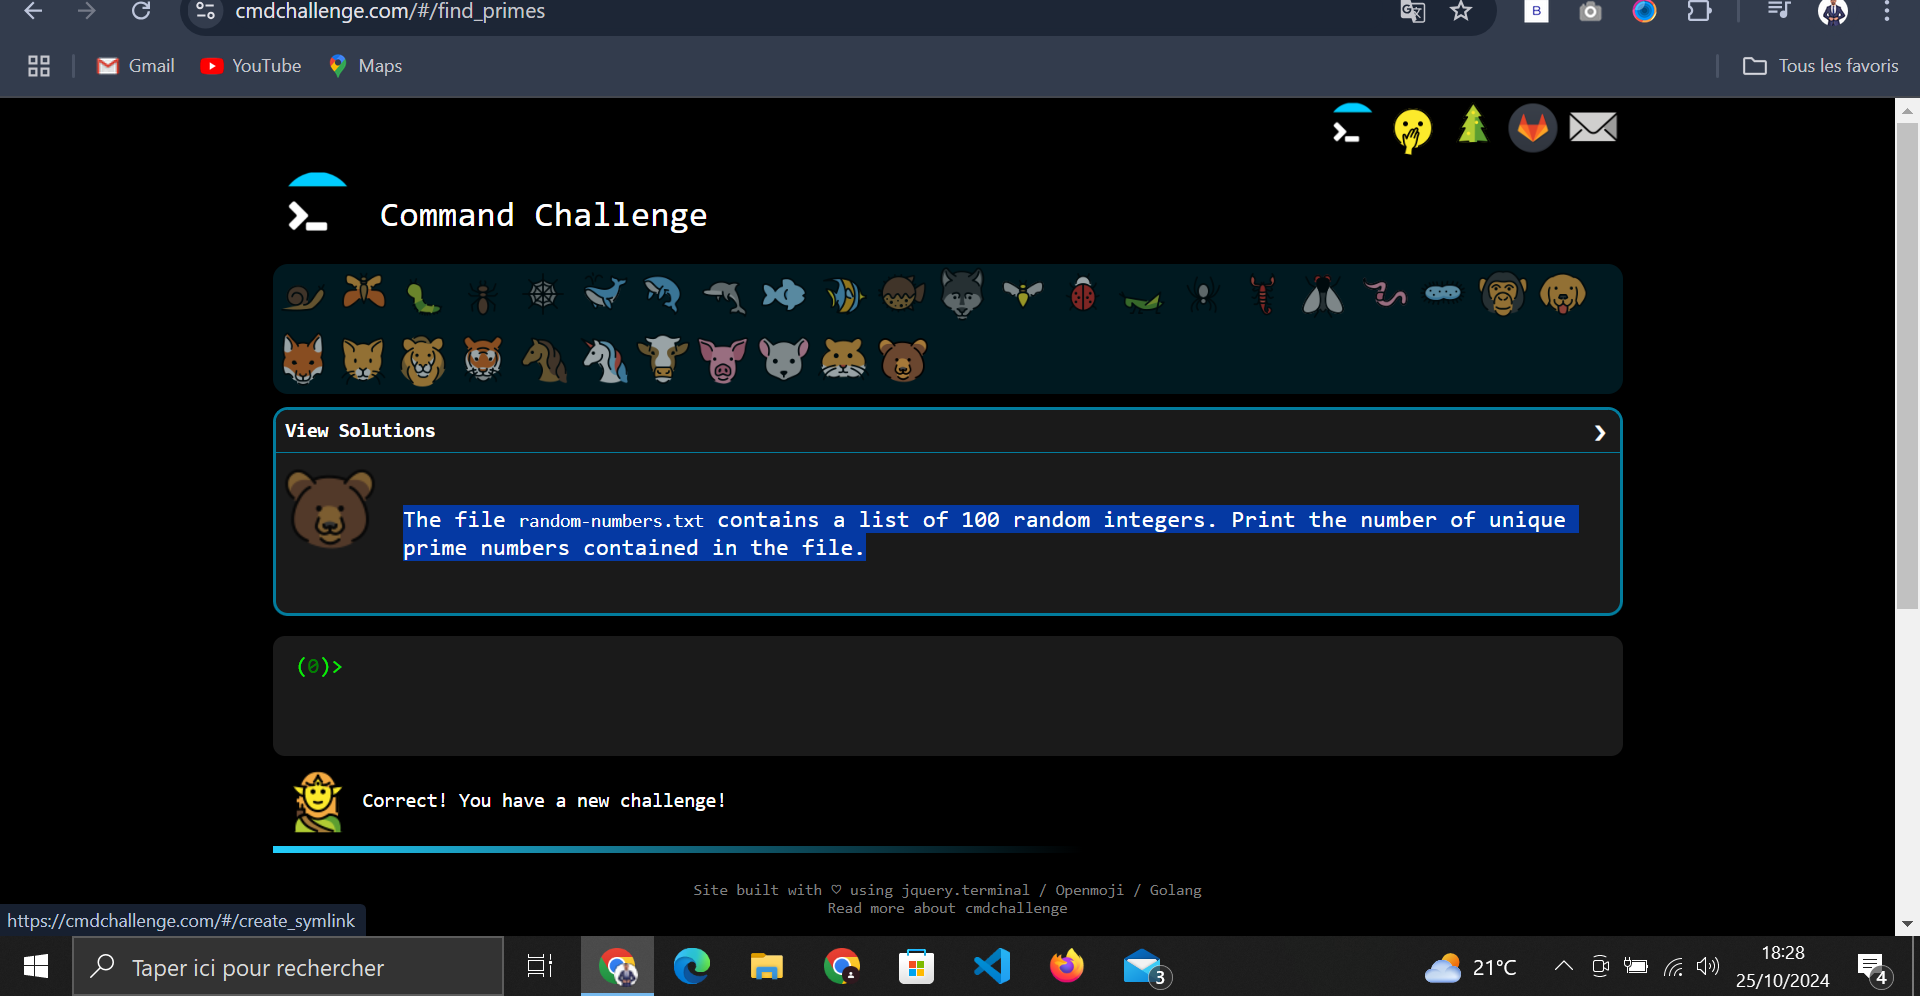 cmdchallenge.com/#/find_primes
B
Gmail
YouTube
Maps
Tous les favoris
Command Challenge
View Solutions
The file random-numbers.txt contains a list of 100 random integers. Print the number of unique
prime numbers contained in the file.
(0)>
Correct! You have a new challenge!
Site built with ♡ using jquery.terminal / Openmoji / Golang
Read more about cmdchallenge
https://cmdchallenge.com/#/create_symlink
Taper ici pour rechercher
3
21°C
18:28
25/10/2024
4